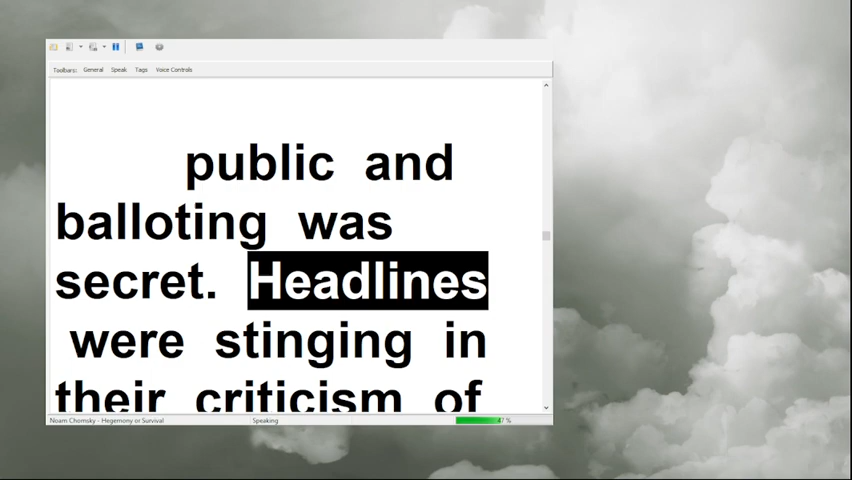 Toolbars: General Speak Tags Voice Controls
public and
balloting was
secret. Headlines
were stinging in
their criticism of
Noam Chomsky - Hegemony or Survival Speaking 47 %